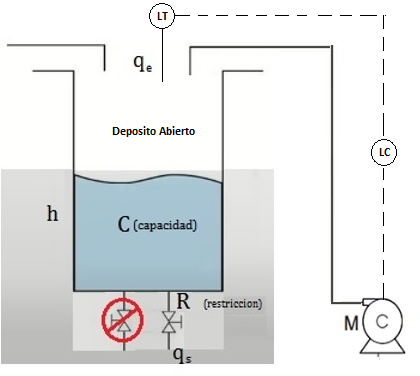 LT
qe
Deposito Abierto
LC
h
C (capacidad)
R (restriccion)
M C
qs